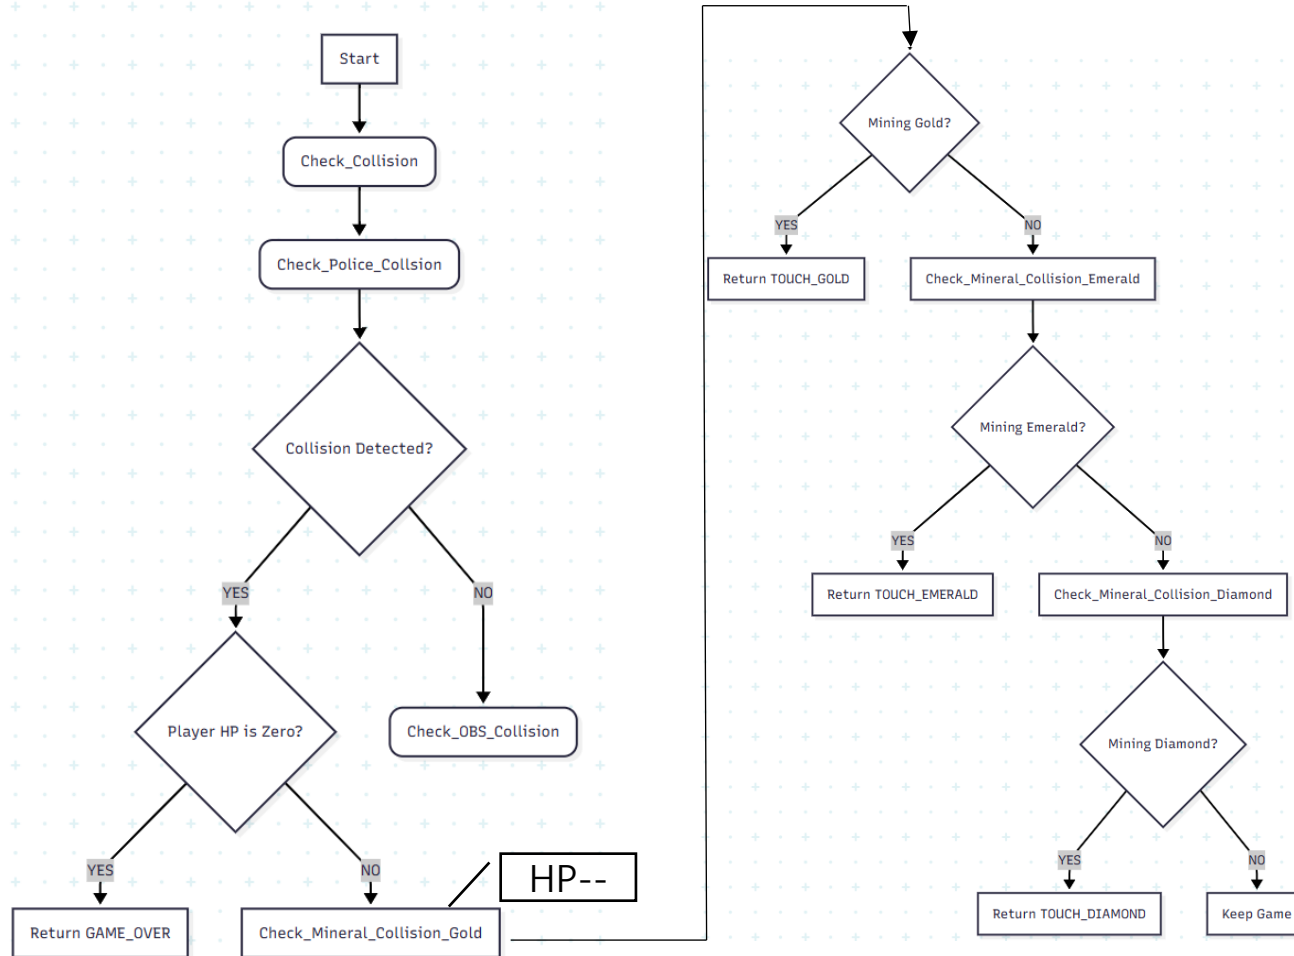 Start
Check_Collision
Check_Police_Collsion
Collision Detected?
YES
NO
Player HP is Zero?
Check_OBS_Collision
YES
NO
HP--
Return GAME_OVER
Check_Mineral_Collision_Gold
Mining Gold?
YES
NO
Return TOUCH_GOLD
Check_Mineral_Collision_Emerald
Mining Emerald?
YES
NO
Return TOUCH_EMERALD
Check_Mineral_Collision_Diamond
Mining Diamond?
YES
NO
Return TOUCH_DIAMOND
Keep Game